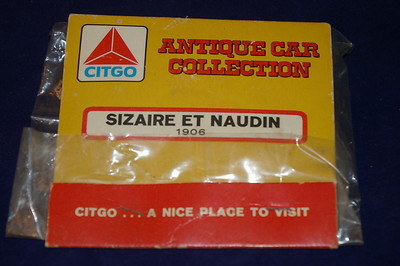 CITGO
ANTIQUE CAR
COLLECTION
SIZAIRE ET NAUDIN
1906
CITGO . . . A NICE PLACE TO VISIT